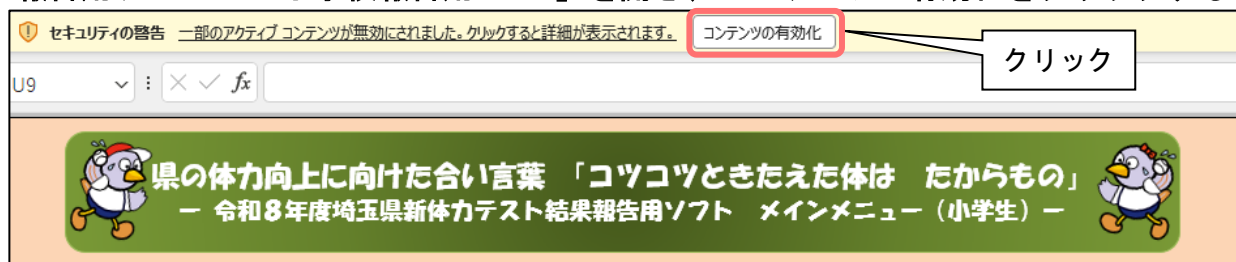 セキュリティの警告 一部のアクティブ コンテンツが無効にされました。クリックすると詳細が表示されます。 コンテンツの有効化
クリック
U9 fx
県の体力向上に向けた合い言葉 「コツコツときたえた体は たからもの」
ー 令和8年度埼玉県新体力テスト結果報告用ソフト メインメニュー(小学生)ー